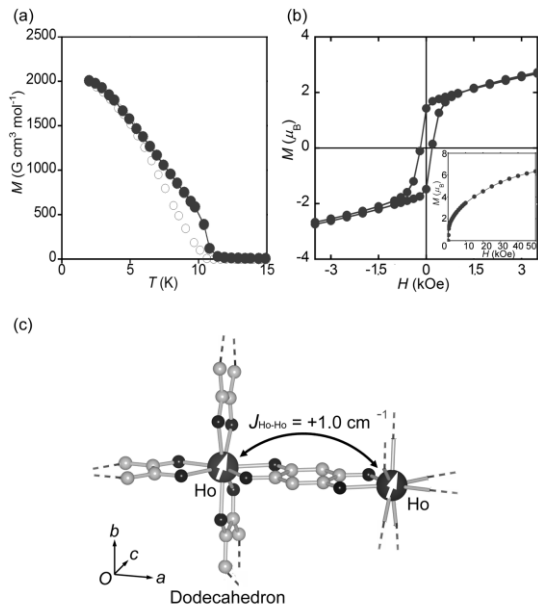 (a)
(b)
2500
2000
1500
1000
500
0
M (G cm³ mol⁻¹)
0
5
10
15
T (K)
4
2
0
-2
-4
M (μB)
-3
-1.5
0
1.5
3
H (kOe)
8
6
4
2
0
M (μB)
0
10
20
30
40
50
H (kOe)
(c)
J Ho-Ho = +1.0 cm⁻¹
Ho
Ho
b
c
O
a
Dodecahedron